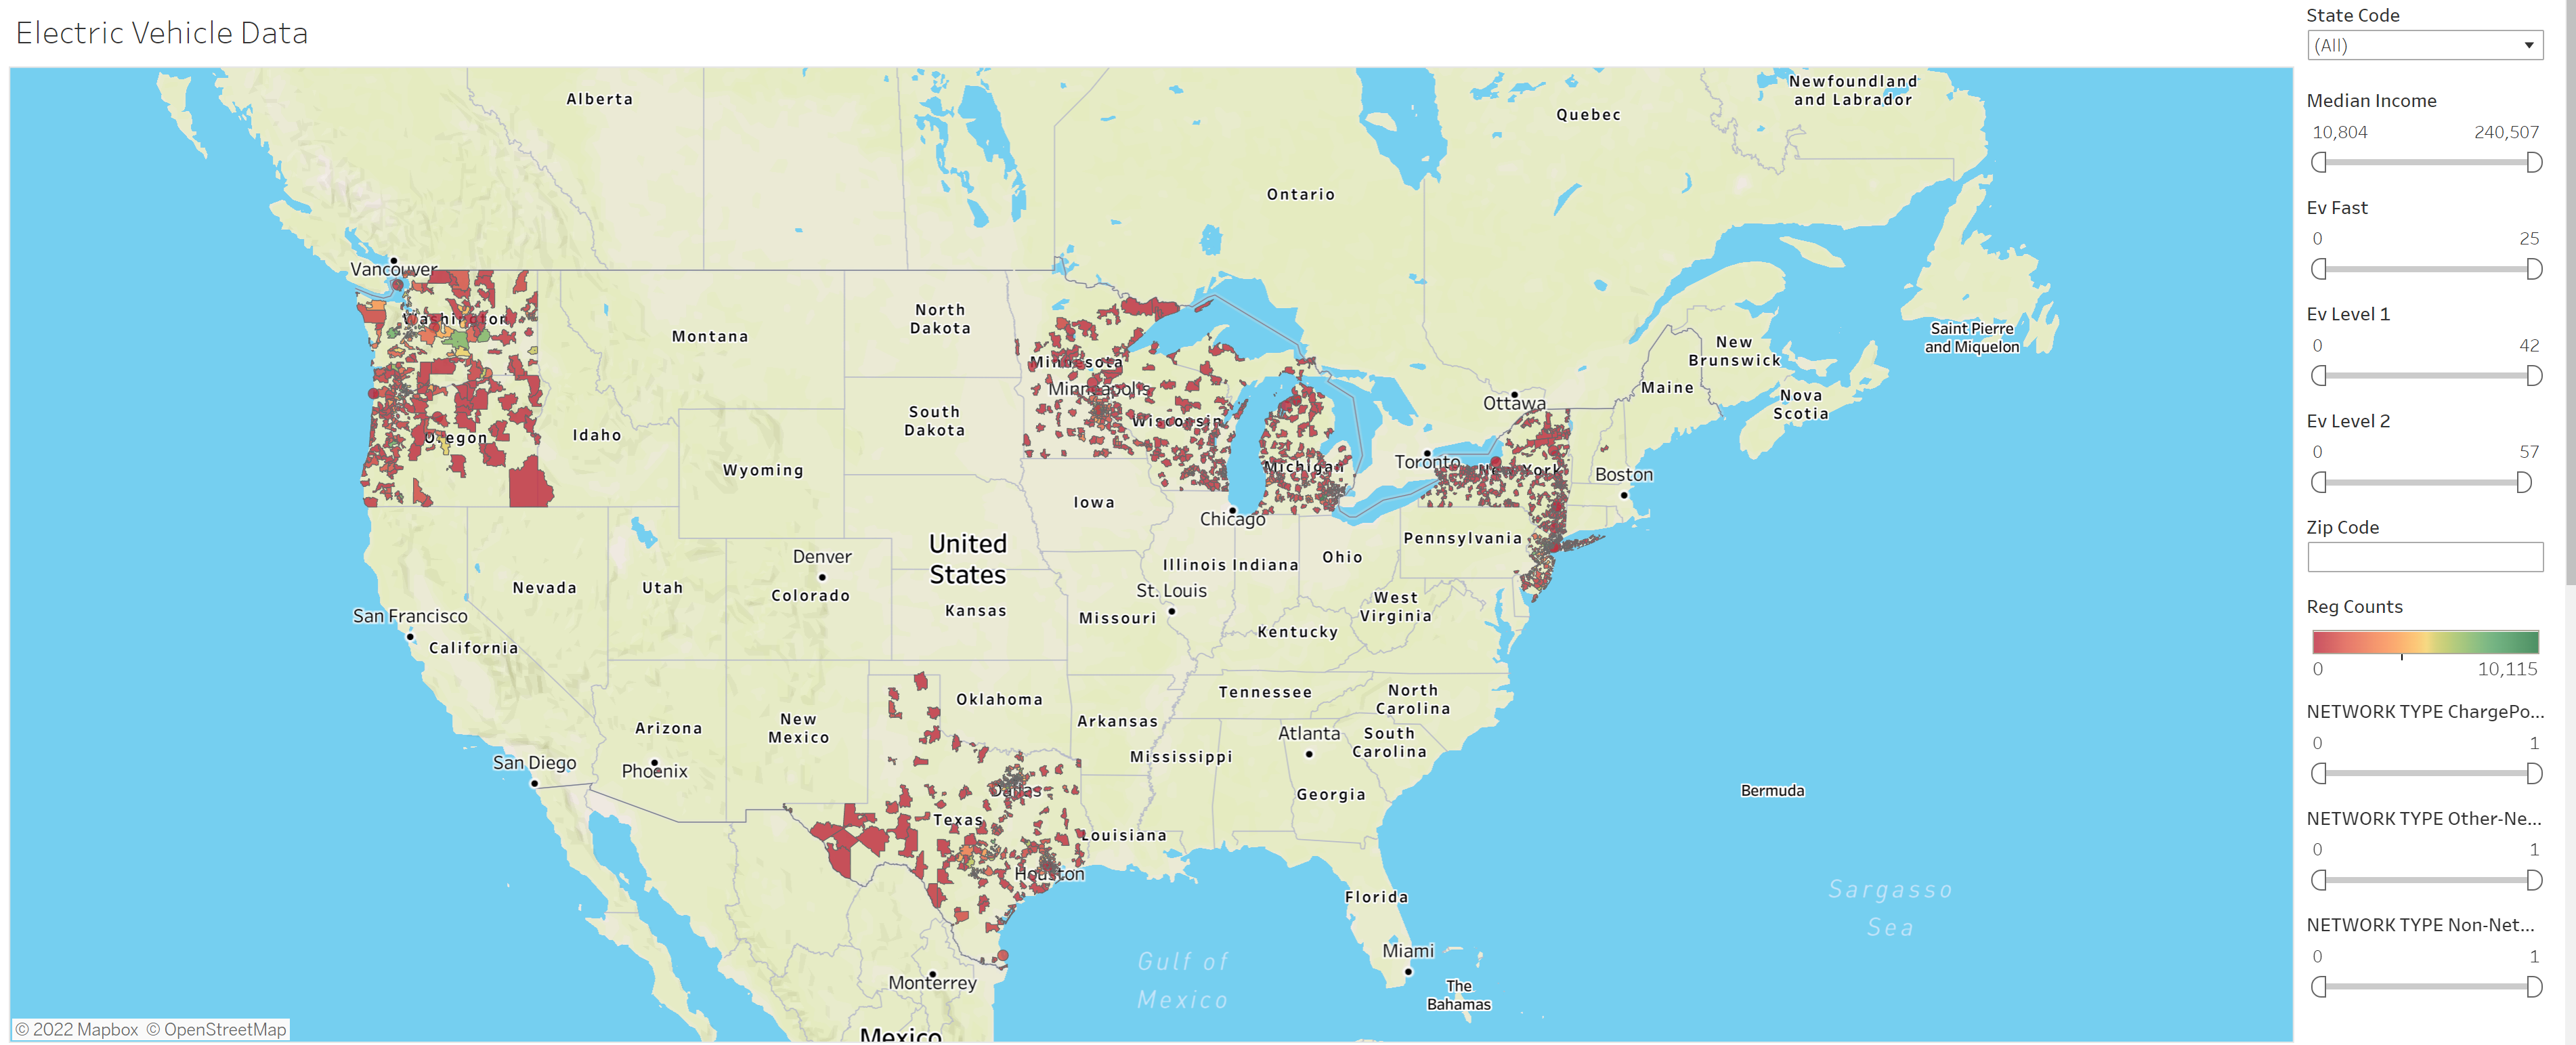 Electric Vehicle Data
State Code
(All)
Median Income
10,804 240,507
Ev Fast
0 25
Ev Level 1
0 42
Ev Level 2
0 57
Zip Code
Reg Counts
0 10,115
NETWORK TYPE ChargePo...
0 1
NETWORK TYPE Other-Ne...
0 1
NETWORK TYPE Non-Net...
0 1
Alberta
Quebec
Newfoundland
and Labrador
Ontario
Vancouver
Washington
Montana
North
Dakota
Minnesota
Minneapolis
Saint Pierre
and Miquelon
New
Brunswick
Maine
Nova
Scotia
Ottawa
South
Dakota
Wisconsin
Oregon
Idaho
Wyoming
Michigan
Toronto
New York
Boston
Iowa
Chicago
Pennsylvania
United
States
Denver
Colorado
Nevada
Utah
Illinois
Indiana
Ohio
St. Louis
Kansas
Missouri
West
Virginia
Kentucky
San Francisco
California
Oklahoma
Tennessee
North
Carolina
Arizona
New
Mexico
Arkansas
Atlanta
South
Carolina
Mississippi
San Diego
Phoenix
Dallas
Georgia
Bermuda
Texas
Louisiana
Houston
Florida
Sargasso
Sea
Miami
Gulf of
Mexico
Monterrey
The
Bahamas
Mexico
© 2022 Mapbox © OpenStreetMap